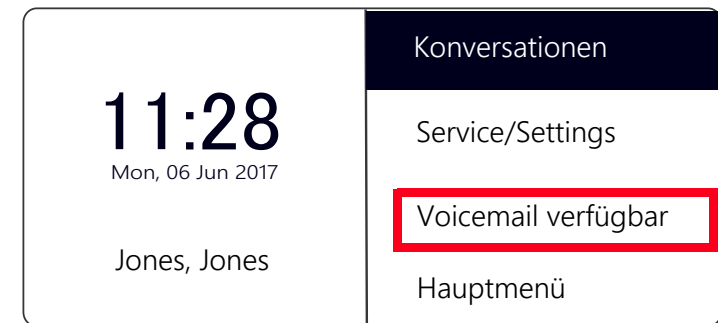 11:28
Mon, 06 Jun 2017
Jones, Jones
Konversationen
Service/Settings
Voicemail verfügbar
Hauptmenü